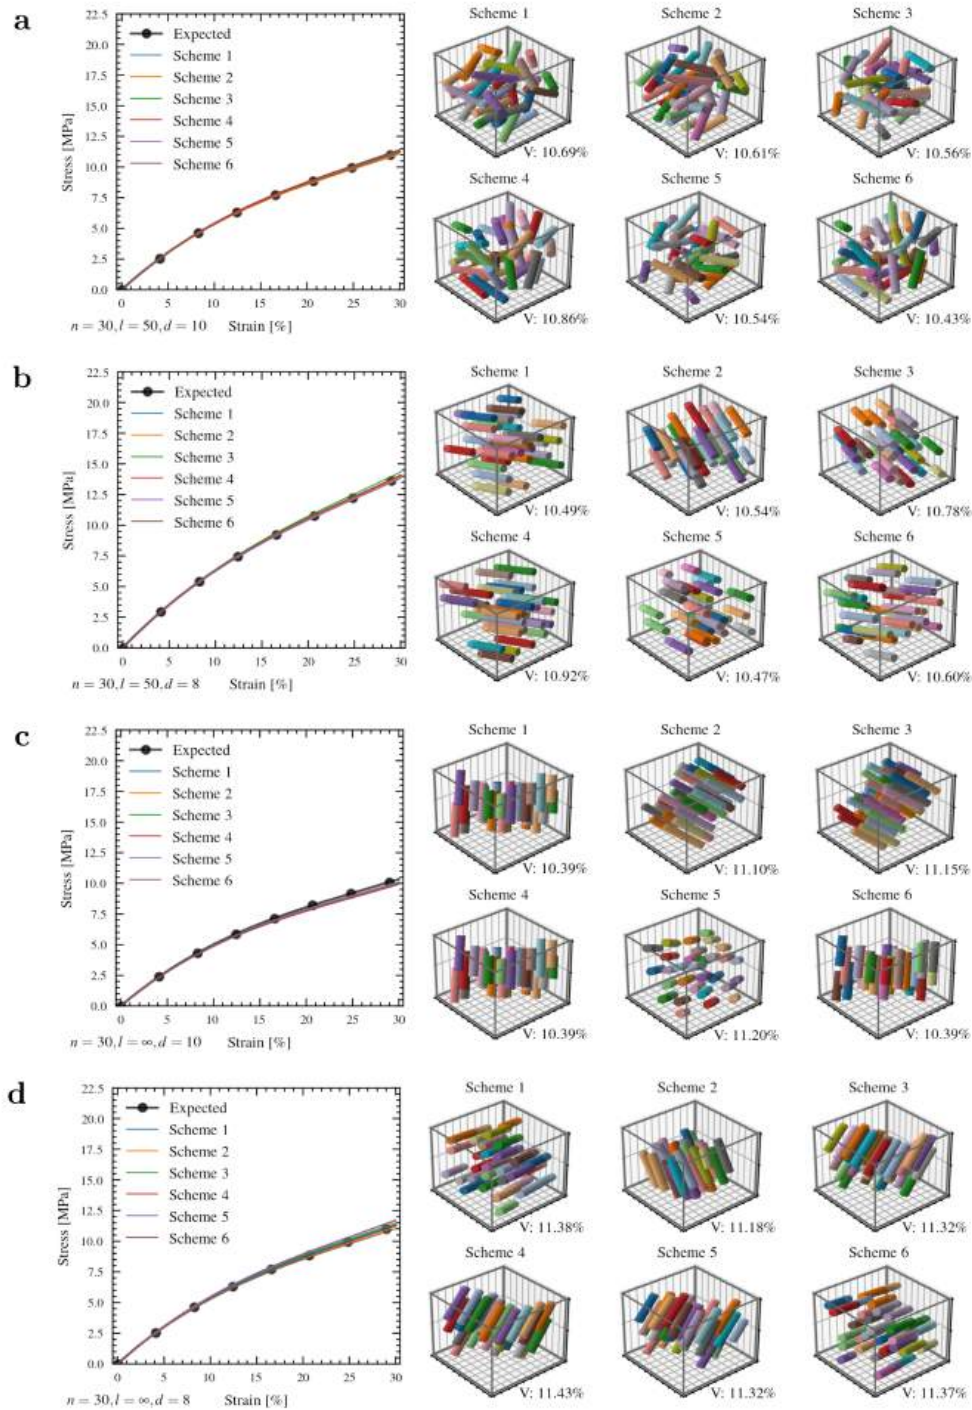 a
22.5
20.0
17.5
15.0
12.5
10.0
7.5
5.0
2.5
0.0
Stress [MPa]
Expected
Scheme 1
Scheme 2
Scheme 3
Scheme 4
Scheme 5
Scheme 6
0 5 10 15 20 25 30
n = 30, l = 50, d = 10 Strain [%]
Scheme 1 Scheme 2 Scheme 3
V: 10.69% V: 10.61% V: 10.56%
Scheme 4 Scheme 5 Scheme 6
V: 10.86% V: 10.54% V: 10.43%
b
22.5
20.0
17.5
15.0
12.5
10.0
7.5
5.0
2.5
0.0
Stress [MPa]
Expected
Scheme 1
Scheme 2
Scheme 3
Scheme 4
Scheme 5
Scheme 6
0 5 10 15 20 25 30
n = 30, l = 50, d = 8 Strain [%]
Scheme 1 Scheme 2 Scheme 3
V: 10.49% V: 10.54% V: 10.78%
Scheme 4 Scheme 5 Scheme 6
V: 10.92% V: 10.47% V: 10.60%
c
22.5
20.0
17.5
15.0
12.5
10.0
7.5
5.0
2.5
0.0
Stress [MPa]
Expected
Scheme 1
Scheme 2
Scheme 3
Scheme 4
Scheme 5
Scheme 6
0 5 10 15 20 25 30
n = 30, l = ∞, d = 10 Strain [%]
Scheme 1 Scheme 2 Scheme 3
V: 10.39% V: 11.10% V: 11.15%
Scheme 4 Scheme 5 Scheme 6
V: 10.39% V: 11.20% V: 10.39%
d
22.5
20.0
17.5
15.0
12.5
10.0
7.5
5.0
2.5
0.0
Stress [MPa]
Expected
Scheme 1
Scheme 2
Scheme 3
Scheme 4
Scheme 5
Scheme 6
0 5 10 15 20 25 30
n = 30, l = ∞, d = 8 Strain [%]
Scheme 1 Scheme 2 Scheme 3
V: 11.38% V: 11.18% V: 11.32%
Scheme 4 Scheme 5 Scheme 6
V: 11.43% V: 11.32% V: 11.37%